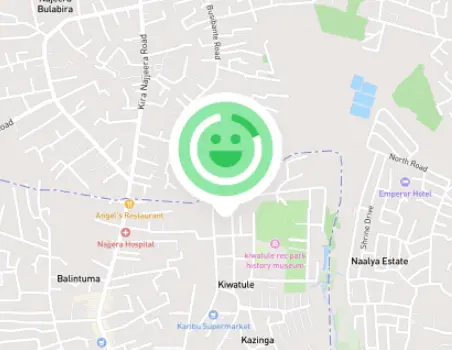 Najjera
Bulabira
Busibante Road
Kira Najjeera Road
Road
North Road
Emperor Hotel
Angel's Restaurant
Najjera Hospital
Shrine Drive
kiwatule rec park
history museum
Naalya Estate
Balintuma
Kiwatule
Karibu Supermarket
Kazinga